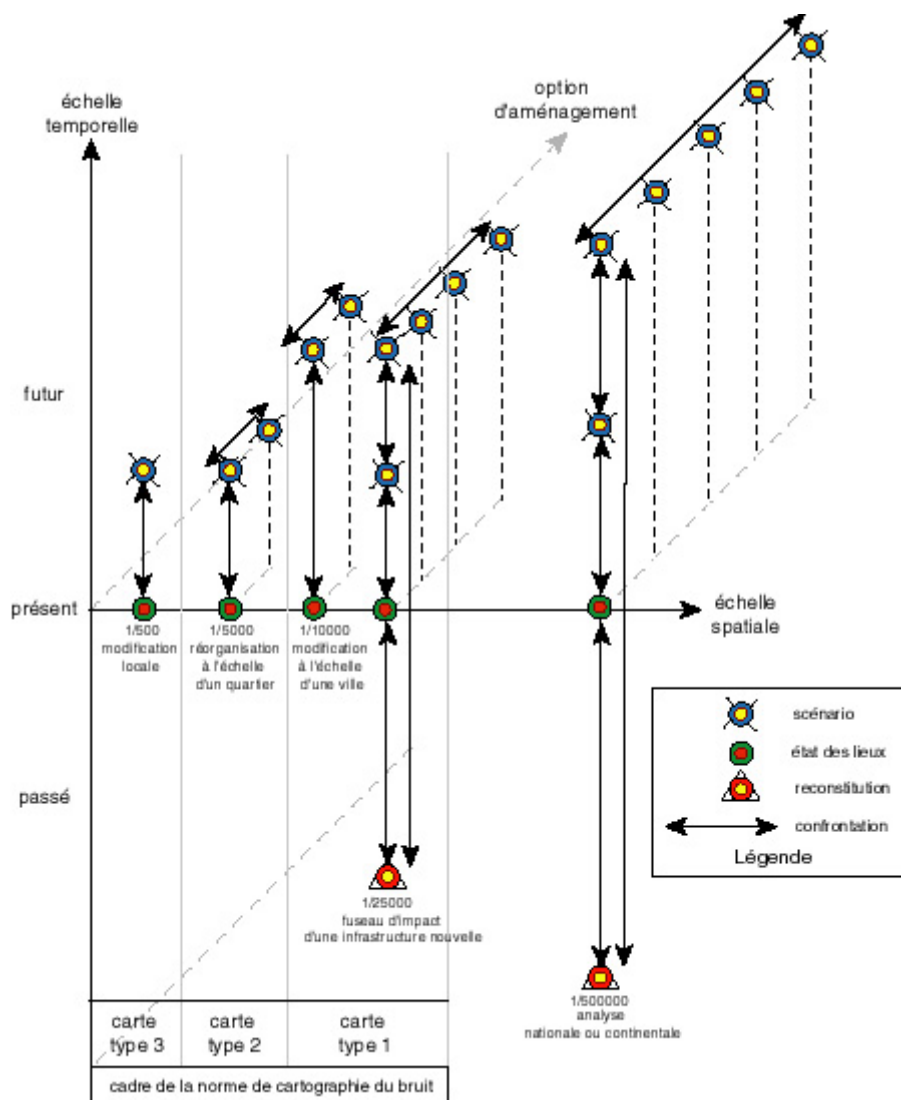 échelle
temporelle
option
d'aménagement
futur
présent
échelle
spatiale
1/500
modification
locale
1/5000
réorganisation
à l'échelle
d'un quartier
1/10000
modification
à l'échelle
d'une ville
passé
scénario
état des lieux
reconstitution
confrontation
Légende
1/25000
fuseau d'impact
d'une infrastructure nouvelle
1/500000
analyse
nationale ou continentale
carte
type 3
carte
type 2
carte
type 1
cadre de la norme de cartographie du bruit